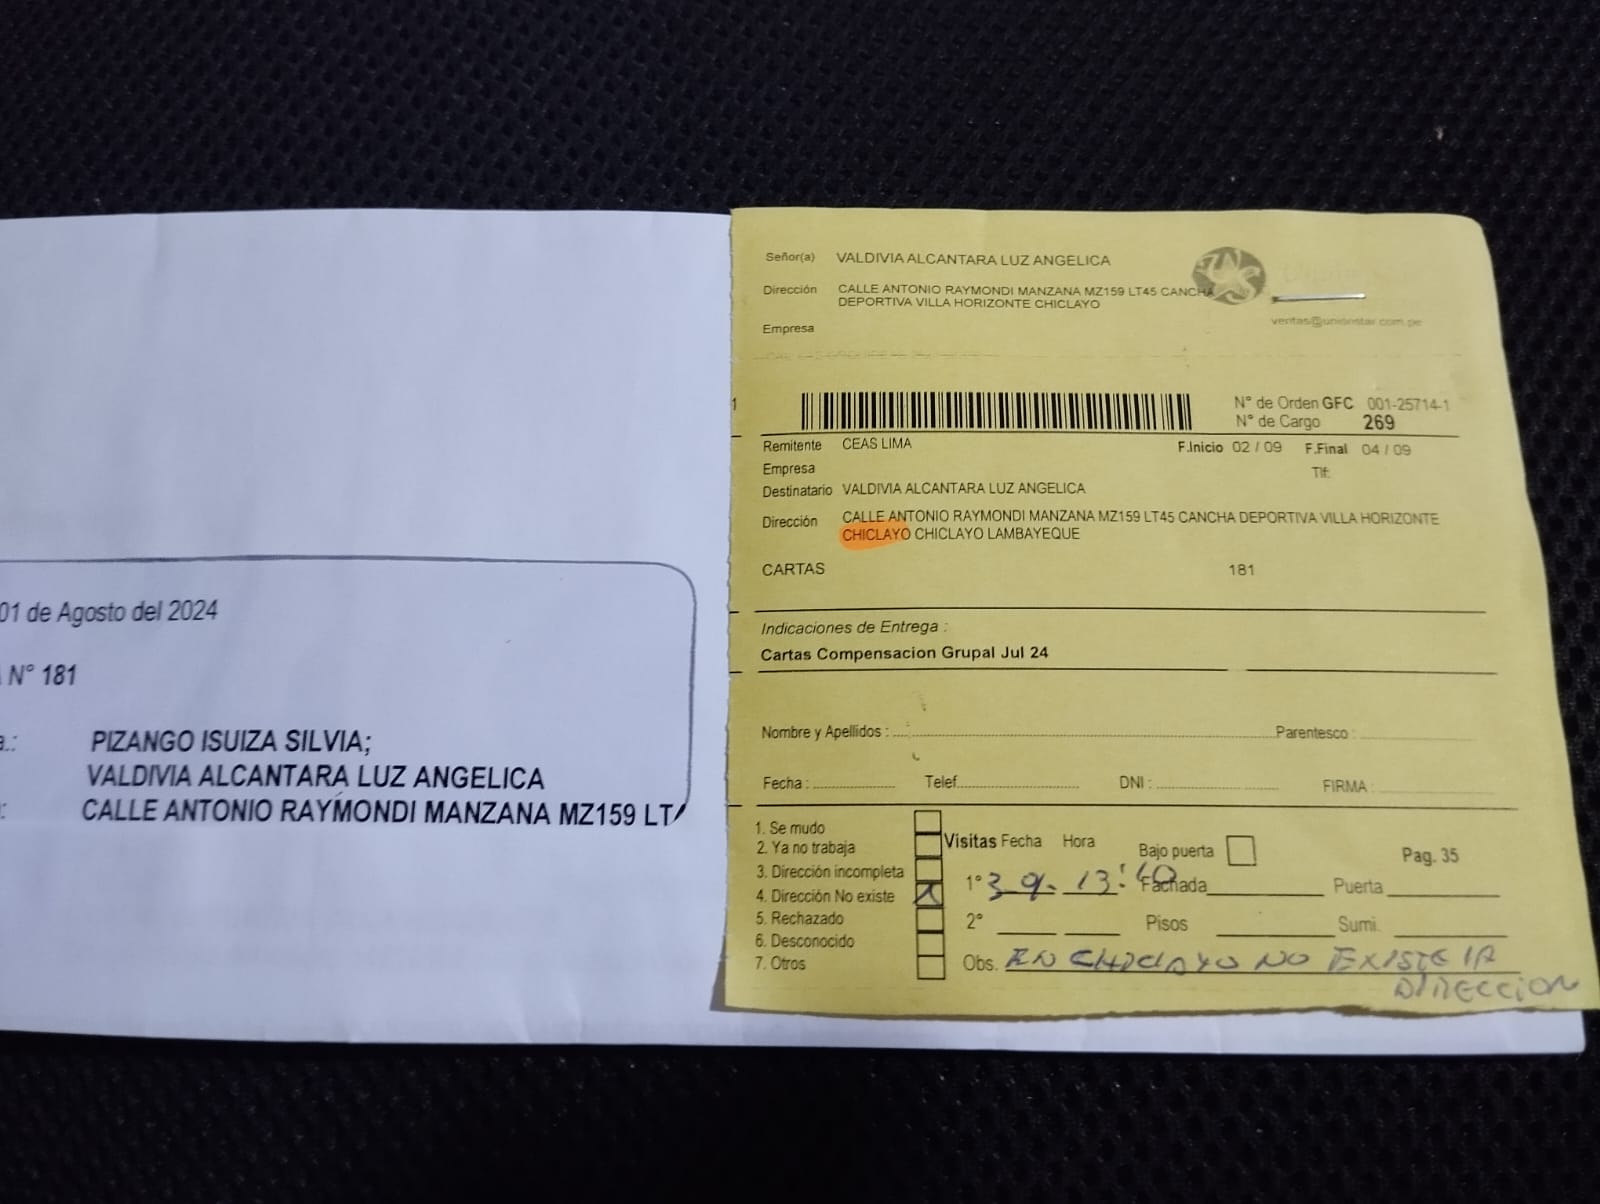 01 de Agosto del 2024
N° 181
PIZANGO ISUIZA SILVIA;
VALDIVIA ALCANTARA LUZ ANGELICA
CALLE ANTONIO RAYMONDI MANZANA MZ159 LT
Señor(a) VALDIVIA ALCANTARA LUZ ANGELICA
Dirección CALLE ANTONIO RAYMONDI MANZANA MZ159 LT45 CANCHA
DEPORTIVA VILLA HORIZONTE CHICLAYO
Empresa
ventas@unionstar.com.pe
1
N° de Orden GFC 001-25714-1
N° de Cargo 269
Remitente CEAS LIMA F.Inicio 02 / 09 F.Final 04 / 09
Empresa Tlf:
Destinatario VALDIVIA ALCANTARA LUZ ANGELICA
Dirección CALLE ANTONIO RAYMONDI MANZANA MZ159 LT45 CANCHA DEPORTIVA VILLA HORIZONTE
CHICLAYO CHICLAYO LAMBAYEQUE
CARTAS 181
Indicaciones de Entrega :
Cartas Compensacion Grupal Jul 24
Nombre y Apellidos : Parentesco :
Fecha : Telef. DNI : FIRMA :
1. Se mudo
2. Ya no trabaja
3. Dirección incompleta
4. Dirección No existe X
5. Rechazado
6. Desconocido
7. Otros
Visitas Fecha Hora Bajo puerta Pag. 35
1° 3-9- 13:40 Fachada Puerta
2° Pisos Sumi.
Obs. EN CHICLAYO NO EXISTE LA
DIRECCION